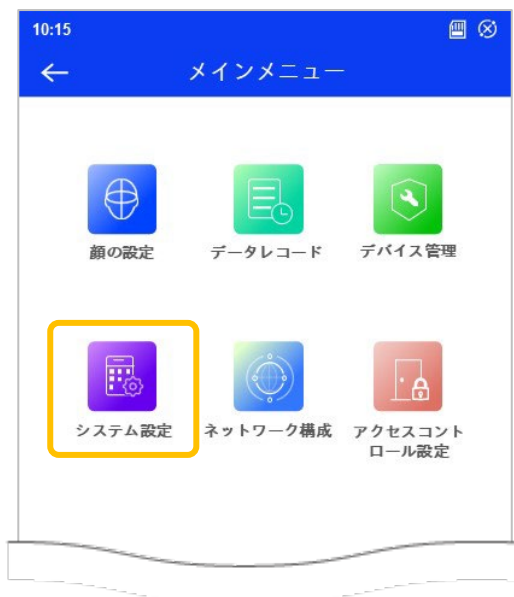 10:15
メインメニュー
顔の設定
データレコード
デバイス管理
システム設定
ネットワーク構成
アクセスコント
ロール設定